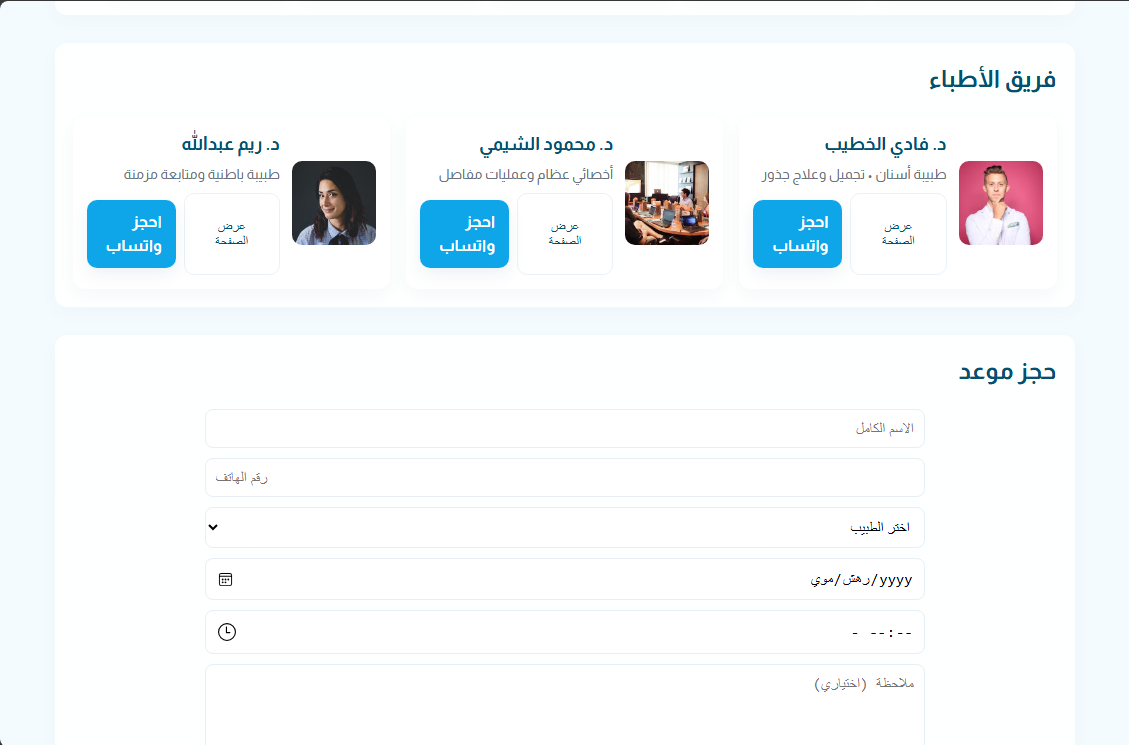 فريق الأطباء
د. فادي الخطيب
طبيبة أسنان • تجميل وعلاج جذور
عرض
الصفحة
احجز
واتساب
د. محمود الشيمي
أخصائي عظام وعمليات مفاصل
عرض
الصفحة
احجز
واتساب
د. ريم عبدالله
طبيبة باطنية ومتابعة مزمنة
عرض
الصفحة
احجز
واتساب
حجز موعد
الاسم الكامل
رقم الهاتف
اختر الطبيب
yyyy/رهش/موي
--:-- -
ملاحظة (اختياري)